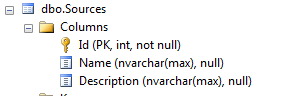 dbo.Sources
Columns
Id (PK, int, not null)
Name (nvarchar(max), null)
Description (nvarchar(max), null)